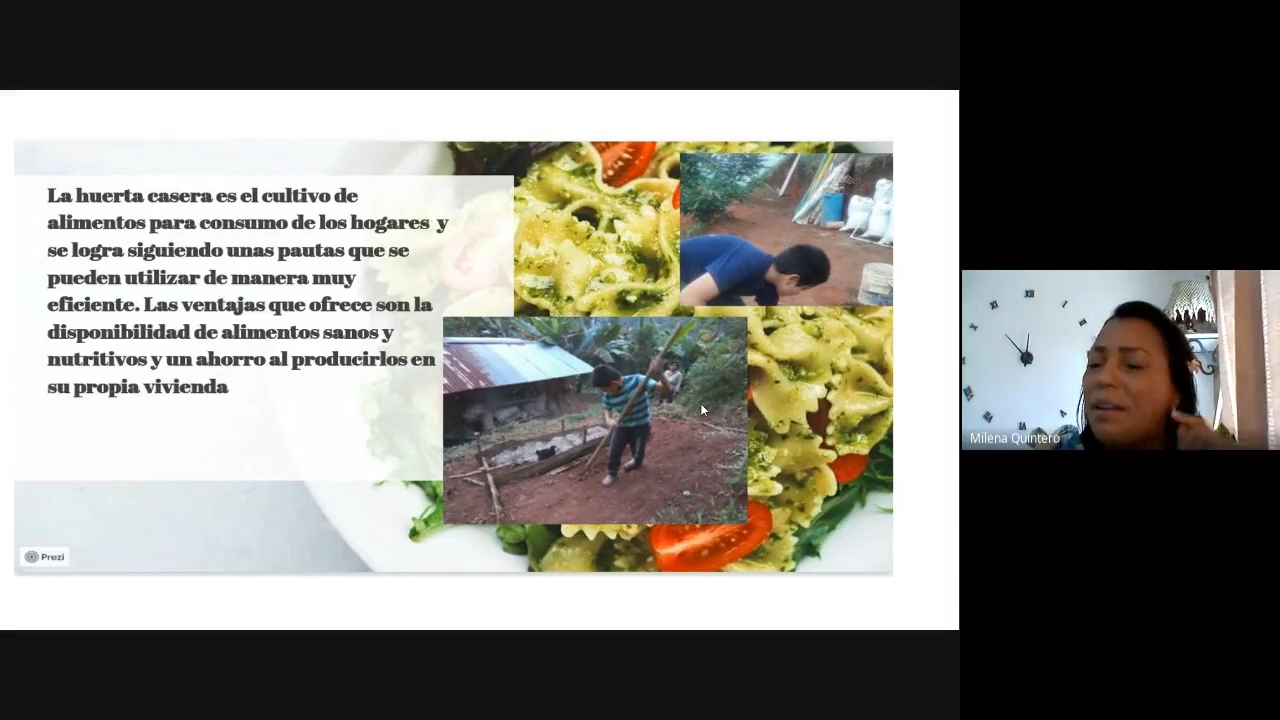 La huerta casera es el cultivo de
alimentos para consumo de los hogares y
se logra siguiendo unas pautas que se
pueden utilizar de manera muy
eficiente. Las ventajas que ofrece son la
disponibilidad de alimentos sanos y
nutritivos y un ahorro al producirlos en
su propia vivienda
Prezi
Milena Quintero